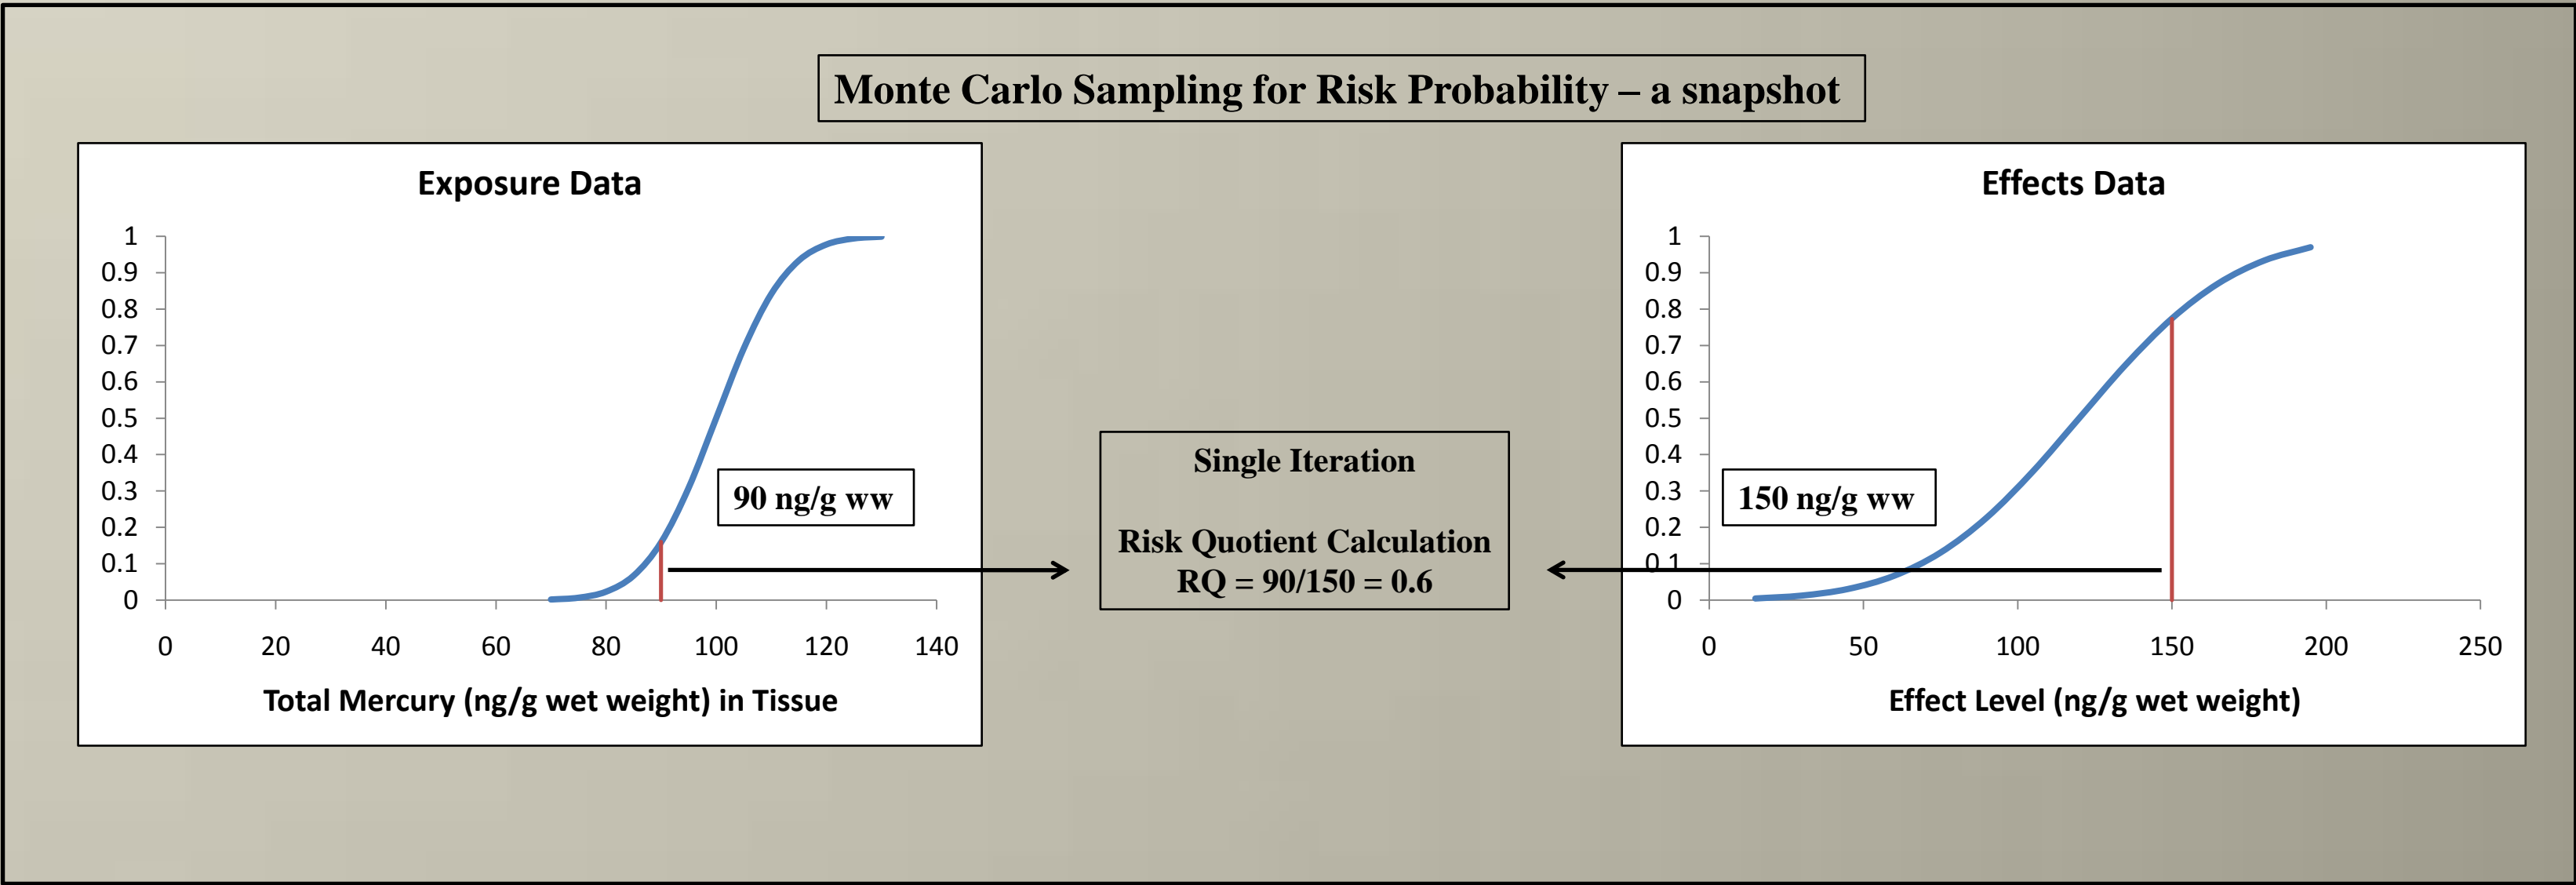 Monte Carlo Sampling for Risk Probability – a snapshot
Exposure Data
1
0.9
0.8
0.7
0.6
0.5
0.4
0.3
0.2
0.1
0
90 ng/g ww
0 20 40 60 80 100 120 140
Total Mercury (ng/g wet weight) in Tissue
Single Iteration
Risk Quotient Calculation
RQ = 90/150 = 0.6
Effects Data
1
0.9
0.8
0.7
0.6
0.5
0.4
0.3
0.2
0.1
0
150 ng/g ww
0 50 100 150 200 250
Effect Level (ng/g wet weight)